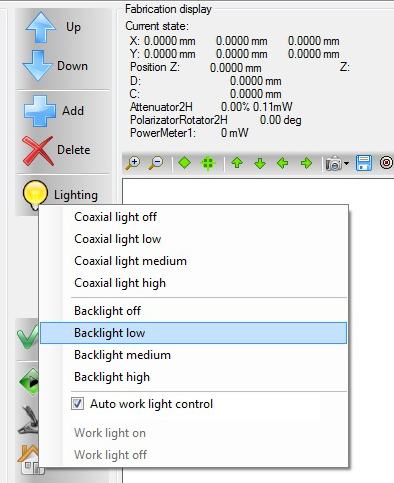 Up
Down
Add
Delete
Lighting
Fabrication display
Current state:
X: 0.0000 mm 0.0000 mm 0.0000 mm
Y: 0.0000 mm 0.0000 mm 0.0000 mm
Position Z: 0.0000 mm Z:
D: 0.0000 mm
C: 0.0000 mm
Attenuator2H 0.00% 0.11mW
PolarizatorRotator2H 0.00 deg
PowerMeter1: 0 mW
Coaxial light off
Coaxial light low
Coaxial light medium
Coaxial light high
Backlight off
Backlight low
Backlight medium
Backlight high
Auto work light control
Work light on
Work light off